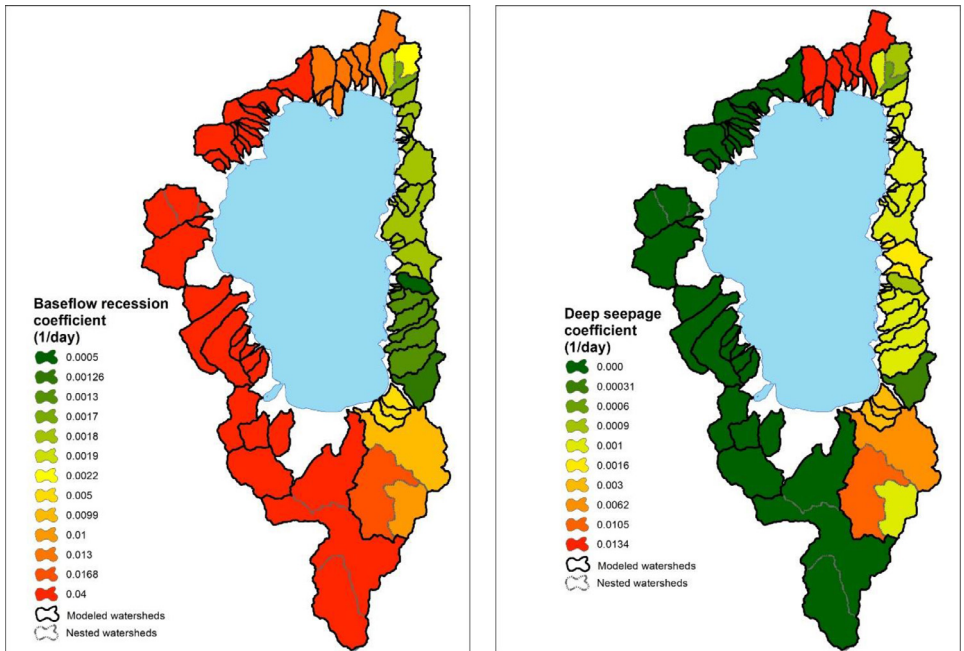 Baseflow recession
coefficient
(1/day)
0.0005
0.00126
0.0013
0.0017
0.0018
0.0019
0.0022
0.005
0.0099
0.01
0.013
0.0168
0.04
Modeled watersheds
Nested watersheds
Deep seepage
coefficient
(1/day)
0.000
0.00031
0.0006
0.0009
0.001
0.0016
0.003
0.0062
0.0105
0.0134
Modeled watersheds
Nested watersheds